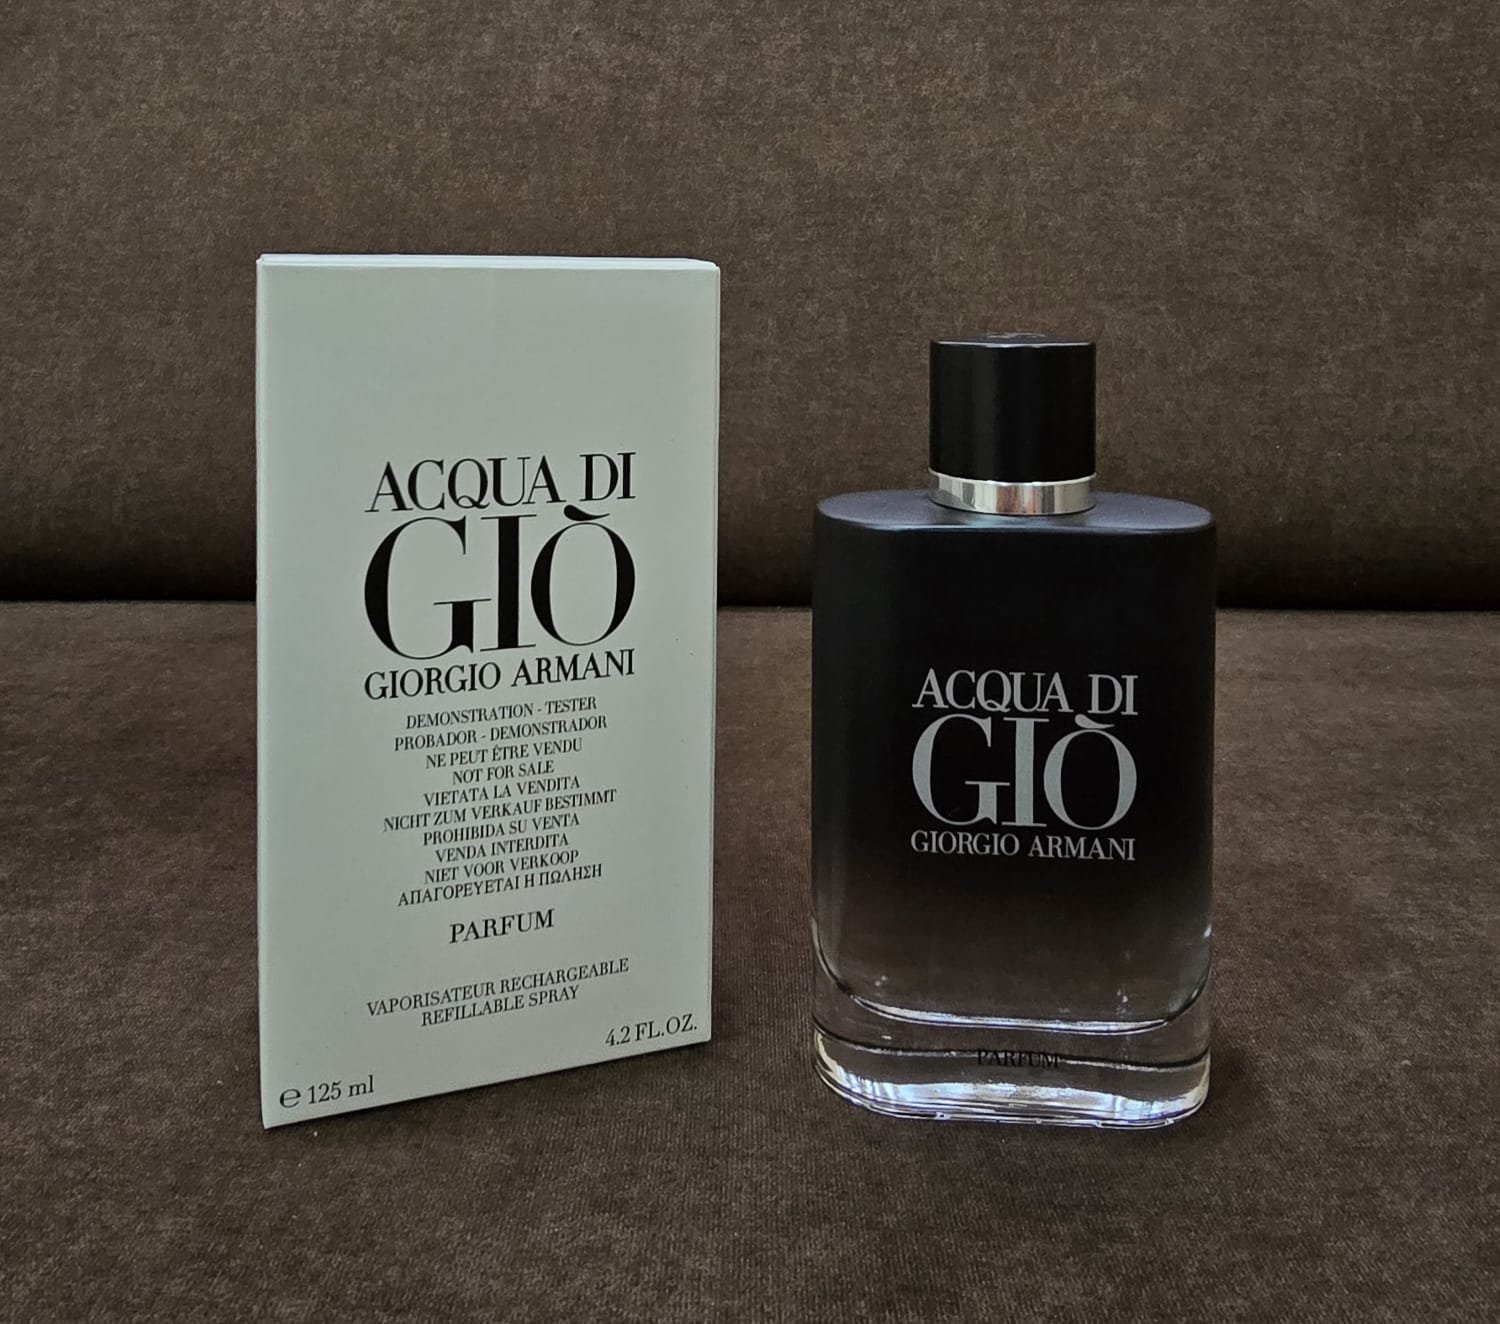 ACQUA DI
GIÒ
GIORGIO ARMANI
DEMONSTRATION - TESTER
PROBADOR - DEMONSTRADOR
NE PEUT ÊTRE VENDU
NOT FOR SALE
VIETATA LA VENDITA
NICHT ZUM VERKAUF BESTIMMT
PROHIBIDA SU VENTA
VENDA INTERDITA
NIET VOOR VERKOOP
ΑΠΑΓΟΡΕΥΕΤΑΙ Η ΠΩΛΗΣΗ
PARFUM
VAPORISATEUR RECHARGEABLE
REFILLABLE SPRAY
4.2 FL.OZ.
℮ 125 ml
ACQUA DI
GIÒ
GIORGIO ARMANI
PARFUM